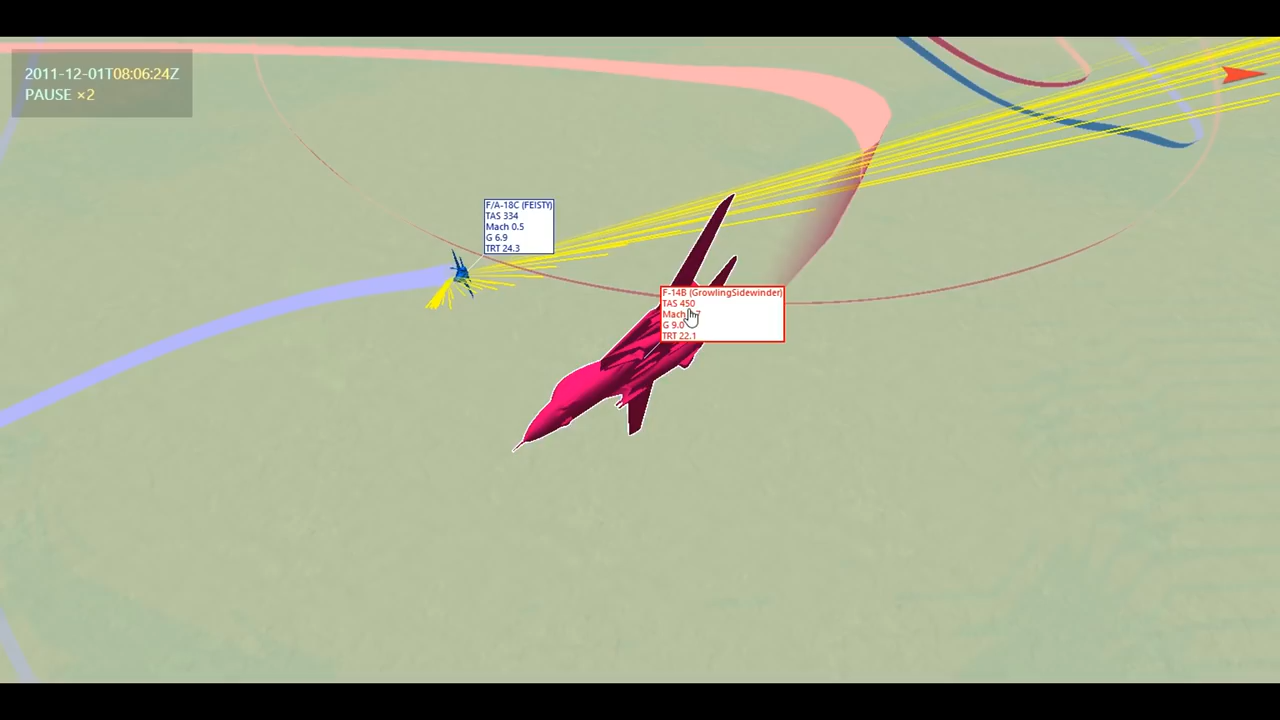 2011-12-01T08:06:24Z
PAUSE ×2
F/A-18C (FEISTY)
TAS 334
Mach 0.5
G 6.9
TRT 24.3
F-14B (GrowlingSidewinder)
TAS 450
Mach
G 9.0
TRT 22.1